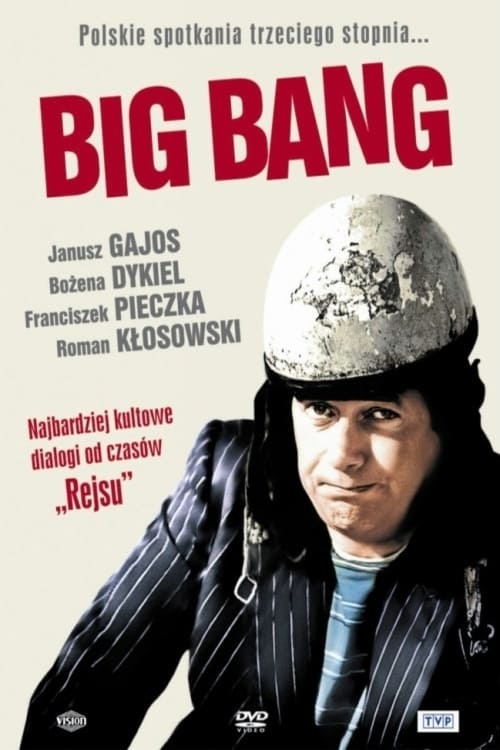 Polskie spotkania trzeciego stopnia...
BIG BANG
Janusz GAJOS
Bożena DYKIEL
Franciszek PIECZKA
Roman KŁOSOWSKI
Najbardziej kultowe
dialogi od czasów
„Rejsu”
VISION
DVD
VIDEO
TVP